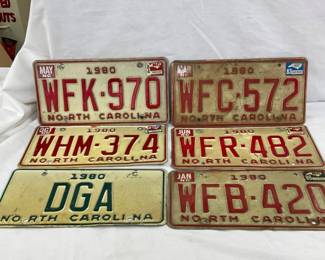 MAY
NC
1980
WFK·970
NORTH CAROLINA
1980
WFC·572
NORTH CAROLINA
1980
WHM·374
NORTH CAROLINA
JUN
1980
WFR·482
NORTH CAROLINA
1980
DGA
NORTH CAROLINA
JAN
1980
WFB·420
NORTH CAROLINA